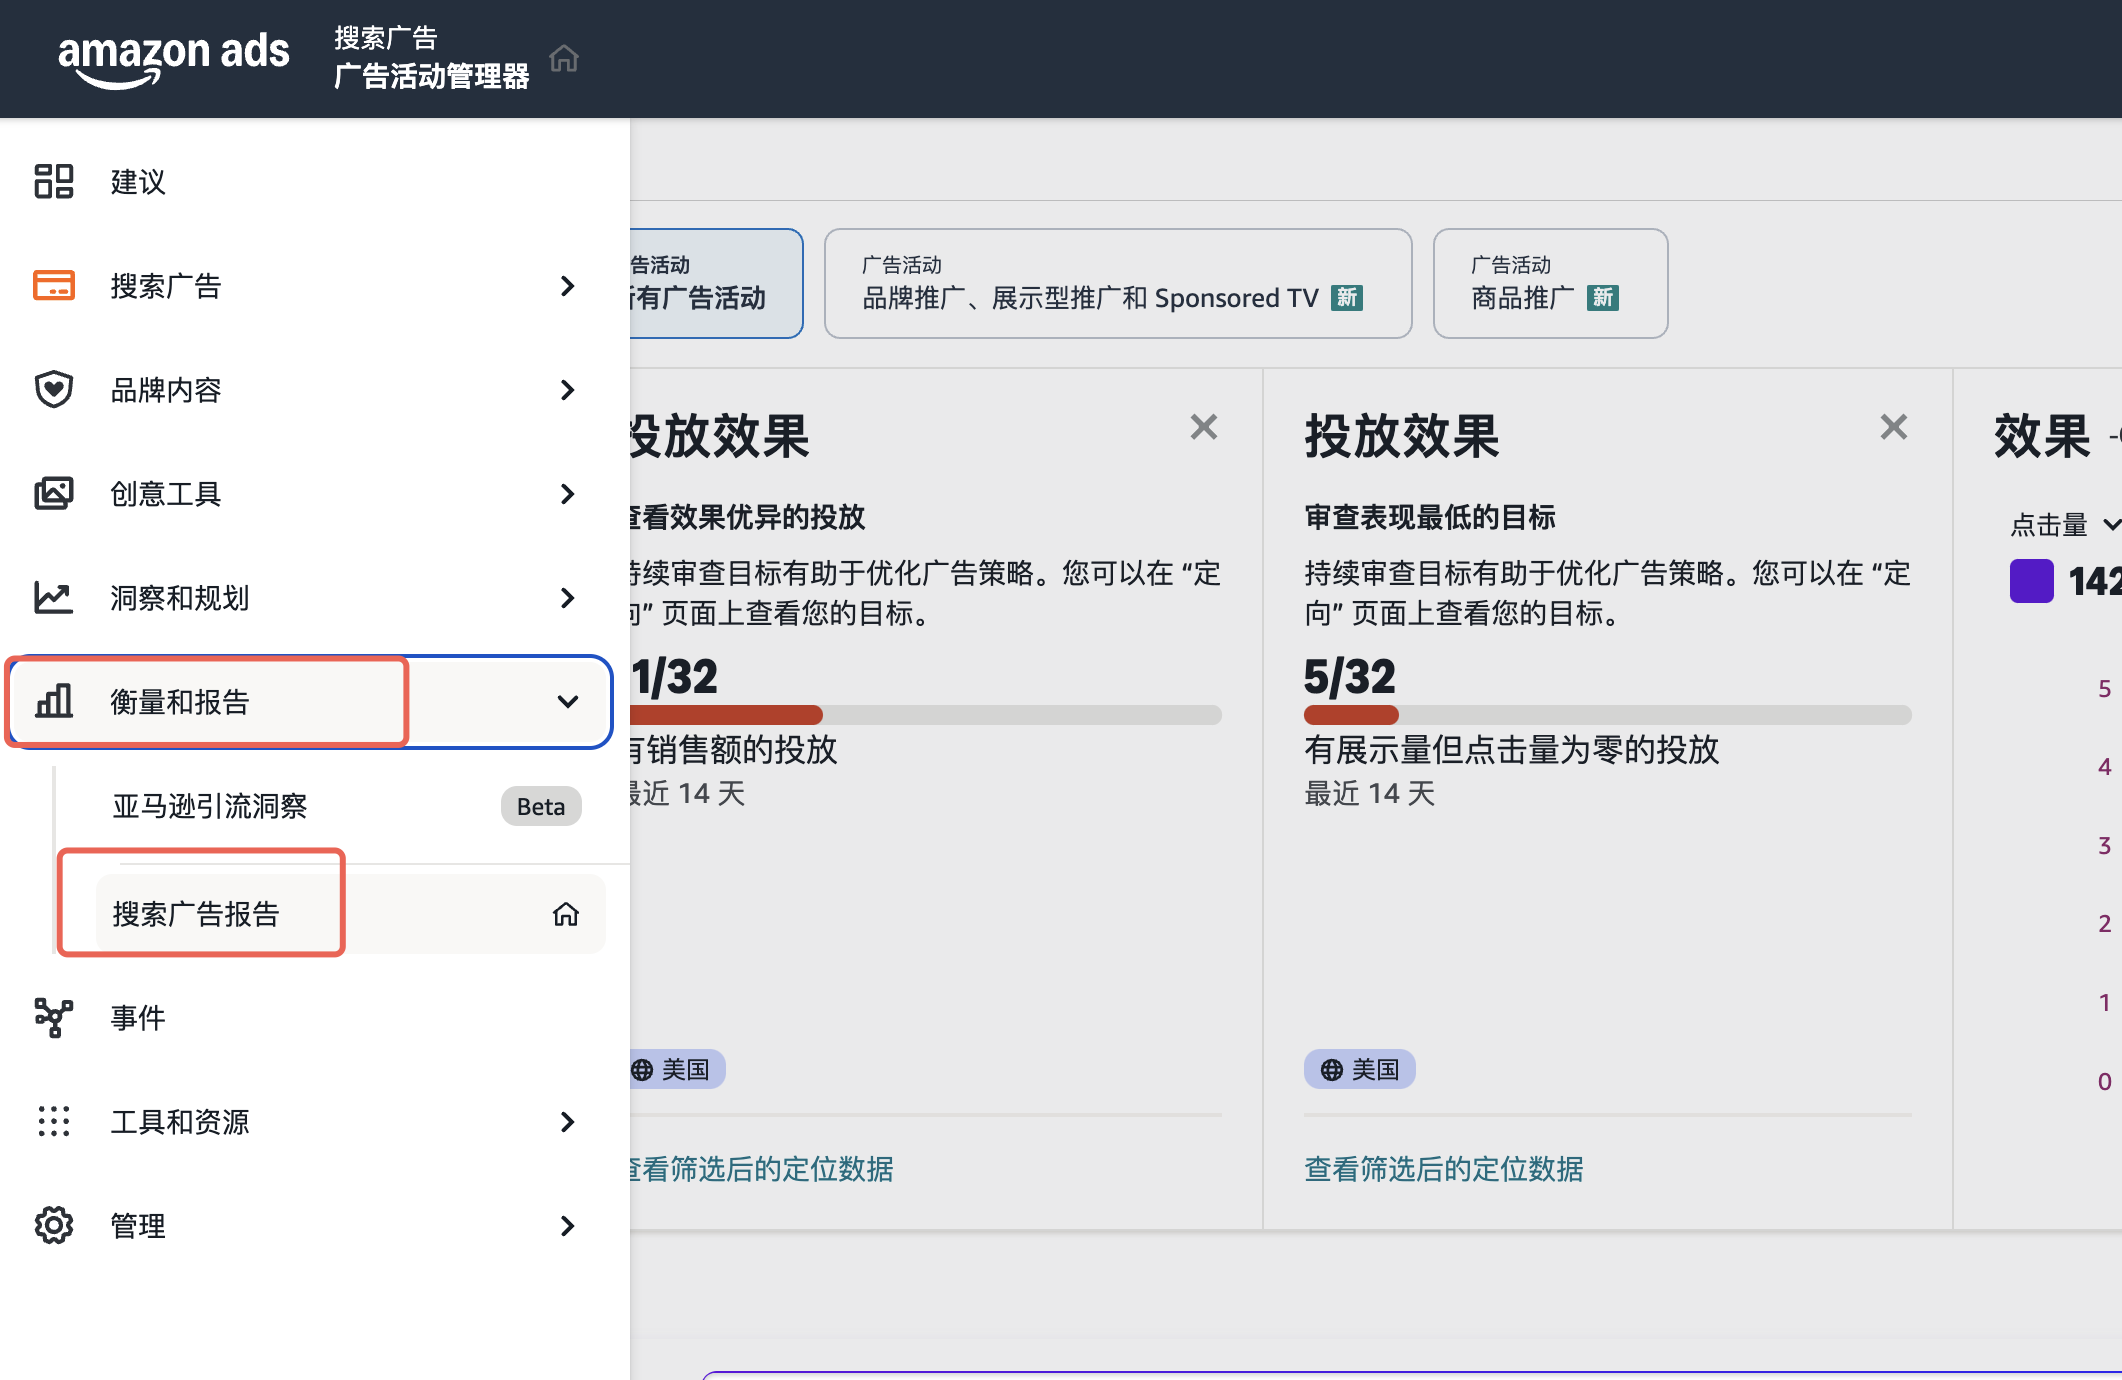 amazon ads
搜索广告
广告活动管理器
建议
搜索广告
品牌内容
创意工具
洞察和规划
衡量和报告
亚马逊引流洞察
Beta
搜索广告报告
事件
工具和资源
管理
告活动
有广告活动
广告活动
品牌推广、展示型推广和 Sponsored TV 新
广告活动
商品推广 新
投放效果
查看效果优异的投放
持续审查目标有助于优化广告策略。您可以在 “定
向” 页面上查看您的目标。
1/32
有销售额的投放
最近 14 天
美国
查看筛选后的定位数据
投放效果
审查表现最低的目标
持续审查目标有助于优化广告策略。您可以在 “定
向” 页面上查看您的目标。
5/32
有展示量但点击量为零的投放
最近 14 天
美国
查看筛选后的定位数据
效果
点击量
142
5
4
3
2
1
0